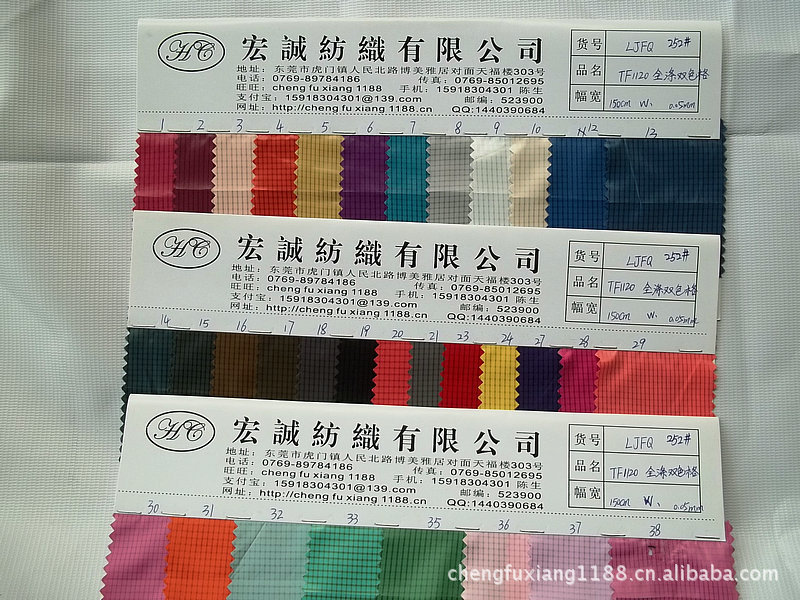 HC
宏誠紡織有限公司
地址: 东莞市虎门镇人民北路博美雅居对面天福楼303号
电话: 0769-89784186 传真: 0769-85012695
旺旺: cheng fu xiang 1188 手机: 15918304301 陈生
支付宝: 15918304301@139.com 邮编: 523900
网址: http://cheng fu xiang 1188.cn QQ:1440390684
货号 LJFQ 252#
品名 TF1120 全涤双色格
幅宽 150cm W. 0.05mm
1 2 3 4 5 6 7 8 9 10 12 13
HC
宏誠紡織有限公司
地址: 东莞市虎门镇人民北路博美雅居对面天福楼303号
电话: 0769-89784186 传真: 0769-85012695
旺旺: cheng fu xiang 1188 手机: 15918304301 陈生
支付宝: 15918304301@139.com 邮编: 523900
网址: http://cheng fu xiang 1188.cn QQ:1440390684
货号 LJFQ 252#
品名 TF1120 全涤双色格
幅宽 150cm W. 0.05mm
14 15 16 17 18 19 20 21 23 24 27 28 29
HC
宏誠紡織有限公司
地址: 东莞市虎门镇人民北路博美雅居对面天福楼303号
电话: 0769-89784186 传真: 0769-85012695
旺旺: cheng fu xiang 1188 手机: 15918304301 陈生
支付宝: 15918304301@139.com 邮编: 523900
网址: http://cheng fu xiang 1188.cn QQ:1440390684
货号 LJFQ 252#
品名 TF1120 全涤双色格
幅宽 150cm W. 0.05mm
30 31 32 33 35 36 37 38
chengfuxiang1188.cn.alibaba.com